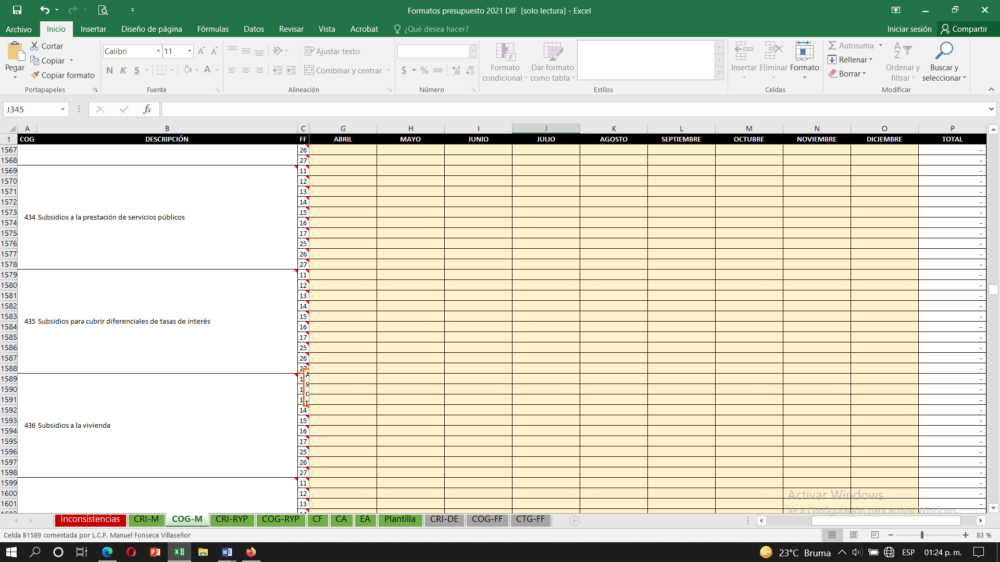 Formatos presupuesto 2021 DIF  [solo lectura] - Excel
Archivo Inicio Insertar Diseño de página Fórmulas Datos Revisar Vista Acrobat ¿Qué desea hacer? Iniciar sesión Compartir
Pegar
Cortar
Copiar
Copiar formato
Portapapeles
Calibri 11
N K S A
Fuente
Ajustar texto
Combinar y centrar
Alineación
$ % 000
Número
Formato condicional
Dar formato como tabla
Estilos
Insertar Eliminar Formato
Celdas
Autosuma
Rellenar
Borrar
Ordenar y filtrar
Buscar y seleccionar
Modificar
J345
fx
A B C G H I J K L M N O P
1 COG DESCRIPCIÓN FF ABRIL MAYO JUNIO JULIO AGOSTO SEPTIEMBRE OCTUBRE NOVIEMBRE DICIEMBRE TOTAL
1567 26 -
1568 27 -
1569 11 -
1570 12 -
1571 13 -
1572 14 -
1573 15 -
434 Subsidios a la prestación de servicios públicos
1574 16 -
1575 17 -
1576 25 -
1577 26 -
1578 27 -
1579 11 -
1580 12 -
1581 13 -
1582 14 -
1583 15 -
435 Subsidios para cubrir diferenciales de tasas de interés
1584 16 -
1585 17 -
1586 25 -
1587 26 -
1588 27 -
1589 1 A -
1590 1 s -
1591 1 c -
t
1592 14 -
1593 15 -
436 Subsidios a la vivienda
1594 16 -
1595 17 -
1596 25 -
1597 26 -
1598 27 -
1599 11 -
1600 12 -
1601 13 -
Activar Windows
Ve a Configuración para activar Windows.
Inconsistencias CRI-M COG-M CRI-RYP COG-RYP CF CA EA Plantilla CRI-DE COG-FF CTG-FF
Celda B1589 comentada por L.C.P. Manuel Fonseca Villaseñor
83 %
23°C Bruma ESP 01:24 p. m.